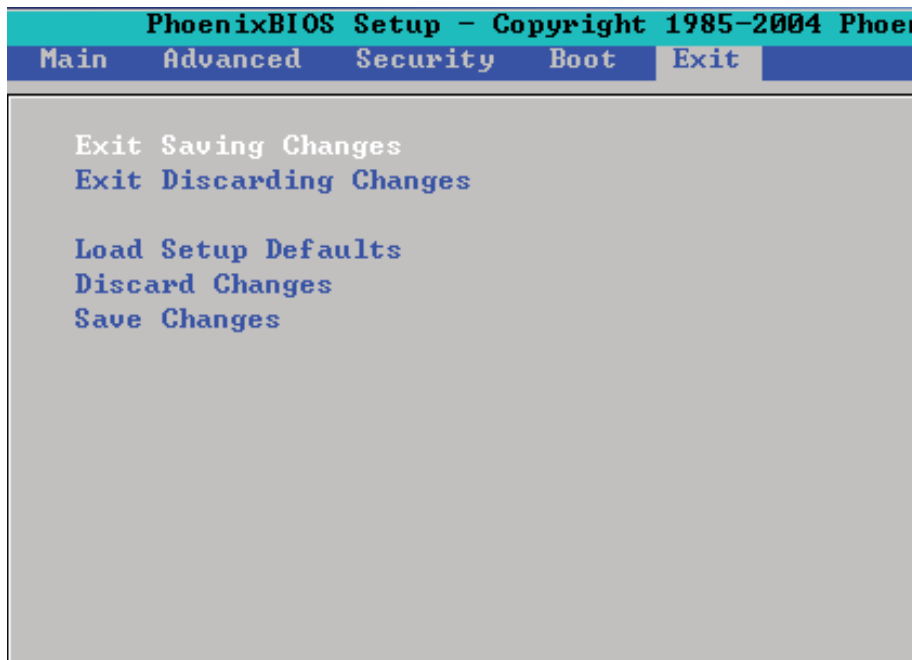 PhoenixBIOS Setup - Copyright 1985-2004
Main Advanced Security Boot Exit
Exit Saving Changes
Exit Discarding Changes
Load Setup Defaults
Discard Changes
Save Changes